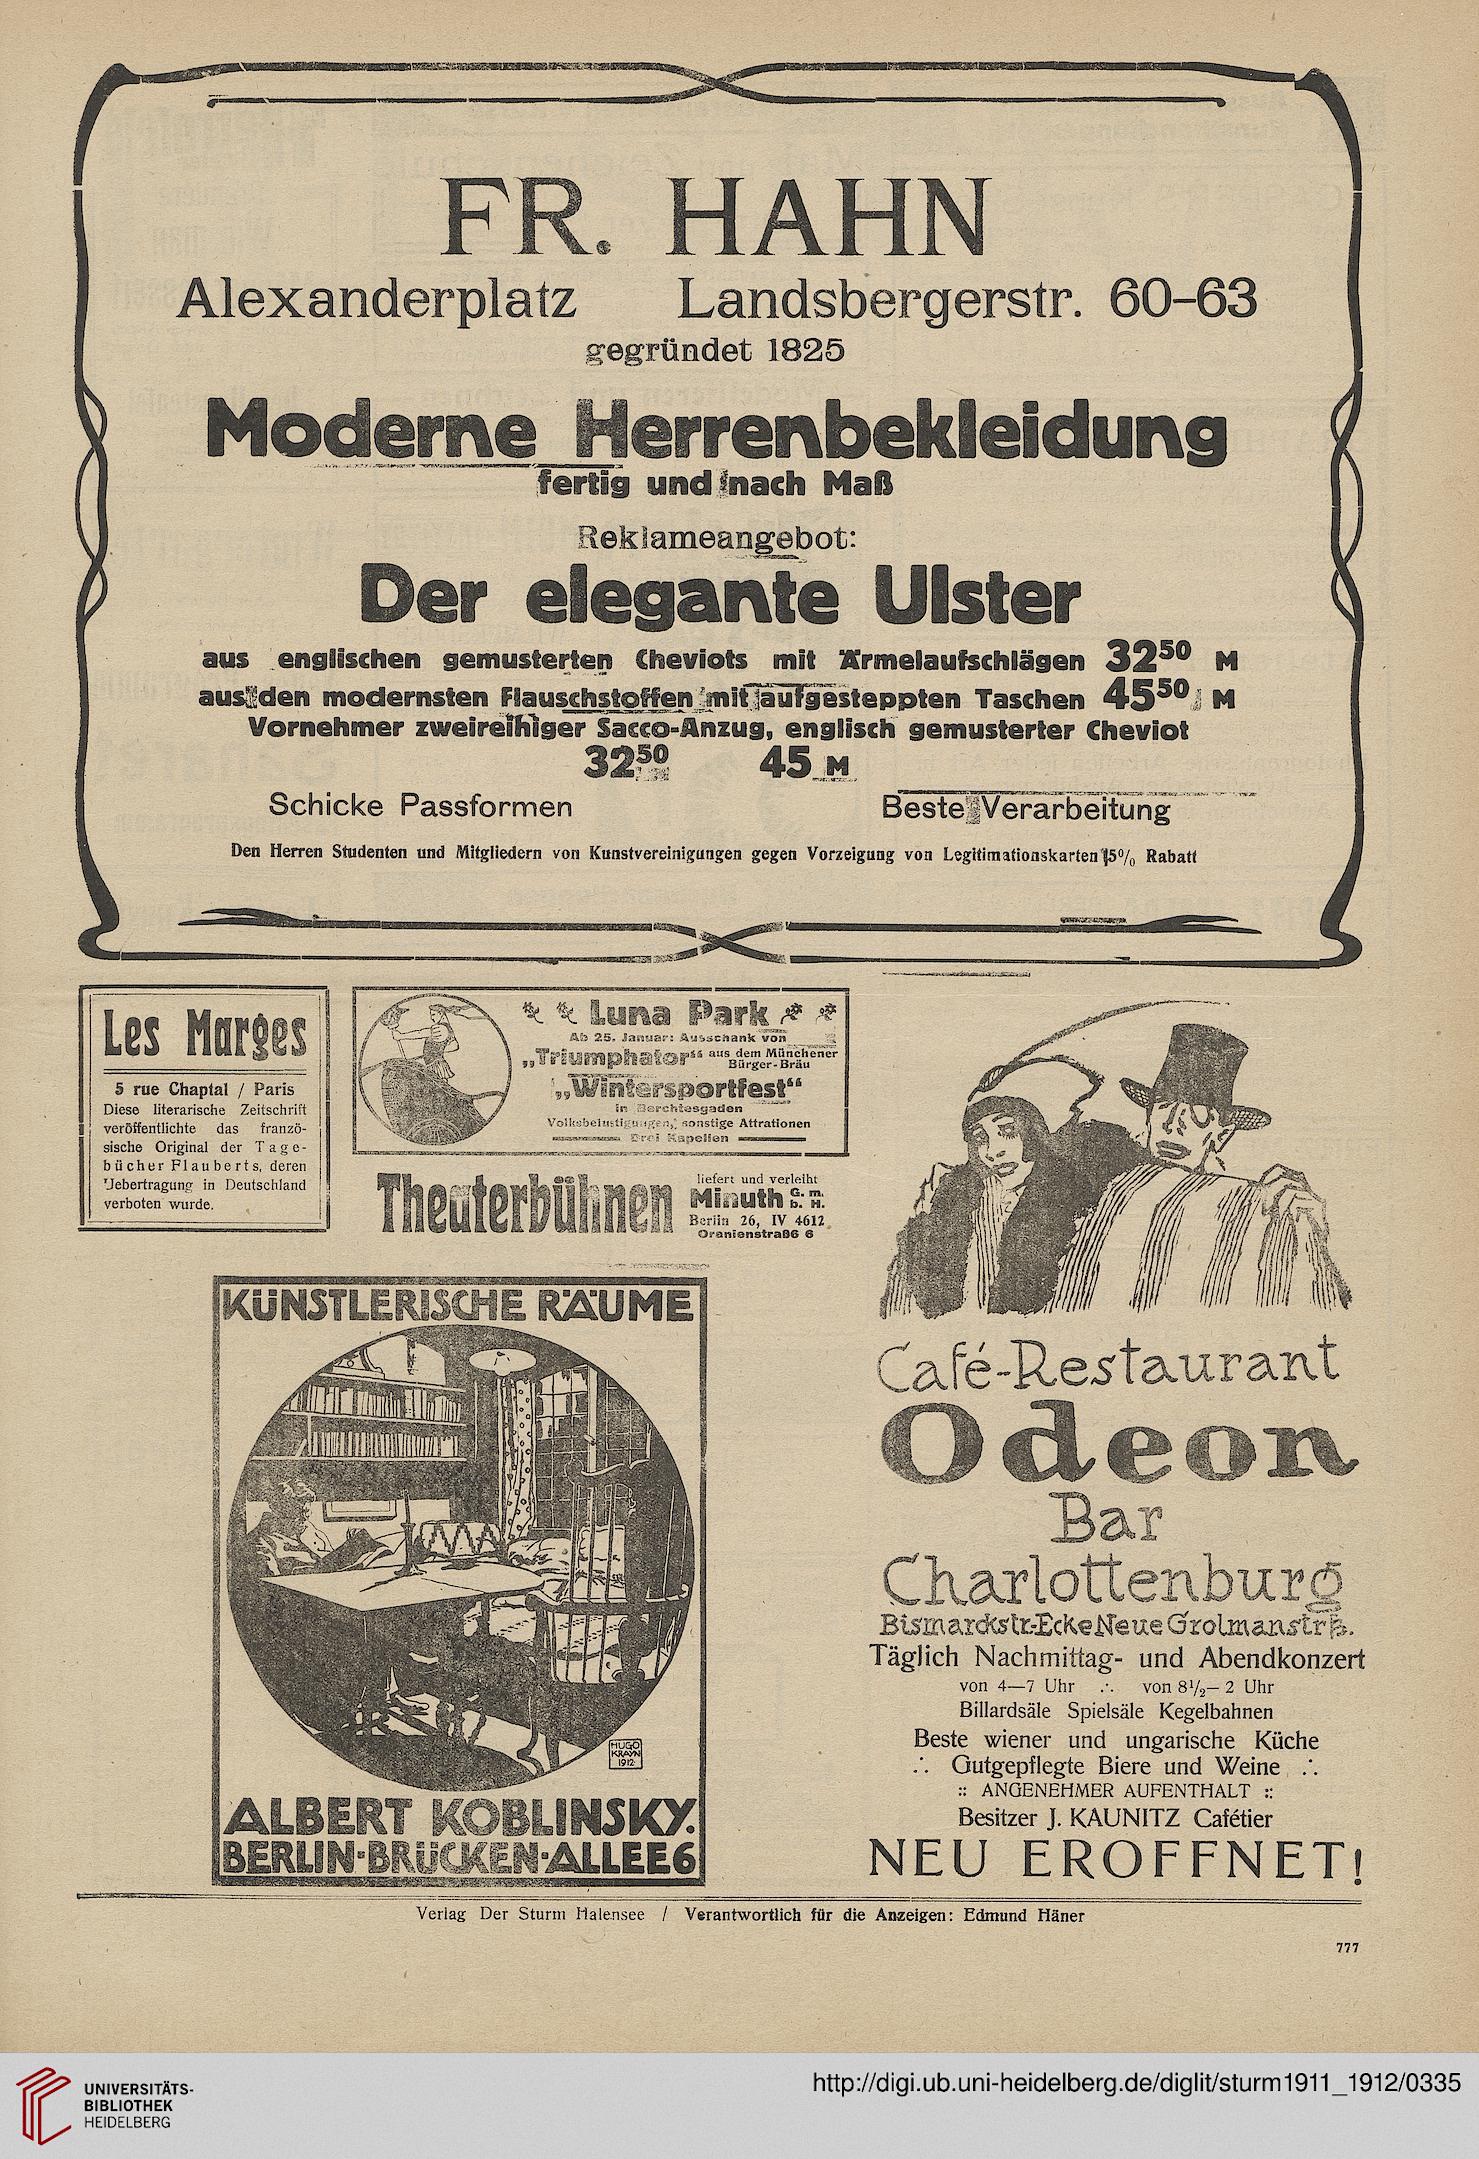 FR. HAHN
Alexanderplatz Landsbergerstr. 60-63
gegründet 1825
Moderne Herrenbekleidung
fertig und nach Maß
Reklameangebot:
Der elegante Ulster
aus englischen gemusterten Cheviots mit Ärmelaufschlägen 32⁵⁰ M
aus den modernsten Flauschstoffen mit aufgesteppten Taschen 45⁵⁰ M
Vornehmer zweireihiger Sacco-Anzug, englisch gemusterter Cheviot
32⁵⁰ 45 M
Schicke Passformen Beste Verarbeitung
Den Herren Studenten und Mitgliedern von Kunstvereinigungen gegen Vorzeigung von Legitimationskarten 5% Rabatt
Les Marges
5 rue Chaptal / Paris
Diese literarische Zeitschrift
veröffentlichte das franzö-
sische Original der Tage-
bücher Flauberts, deren
Uebertragung in Deutschland
verboten wurde.
Luna Park
Ab 25. Januar: Ausschank von
„Triumphator“ aus dem Münchener
Bürger-Bräu
„Wintersportfest“
in Berchtesgaden
Volksbelustigungen, sonstige Attrationen
Drei Kapellen
Theaterbühnen
liefert und verleiht
Minuth G. m. b. H.
Berlin 26, IV 4612
Oranienstraße 6
KÜNSTLERISCHE RÄUME
HUGO
KRAYN
1912
ALBERT KOBLINSKY.
BERLIN·BRÜCKEN·ALLEE6
Café-Restaurant
Odeon
Bar
Charlottenburg
Bismarckstr.-Ecke Neue Grolmanstr.
Täglich Nachmittag- und Abendkonzert
von 4—7 Uhr ∴ von 8½— 2 Uhr
Billardsäle Spielsäle Kegelbahnen
Beste wiener und ungarische Küche
∴ Gutgepflegte Biere und Weine ∴
:: ANGENEHMER AUFENTHALT ::
Besitzer J. KAUNITZ Cafétier
NEU EROFFNET!
Verlag Der Sturm Halensee / Verantwortlich für die Anzeigen: Edmund Häner
777
UNIVERSITÄTS-
BIBLIOTHEK
HEIDELBERG
http://digi.ub.uni-heidelberg.de/diglit/sturm1911_1912/0335